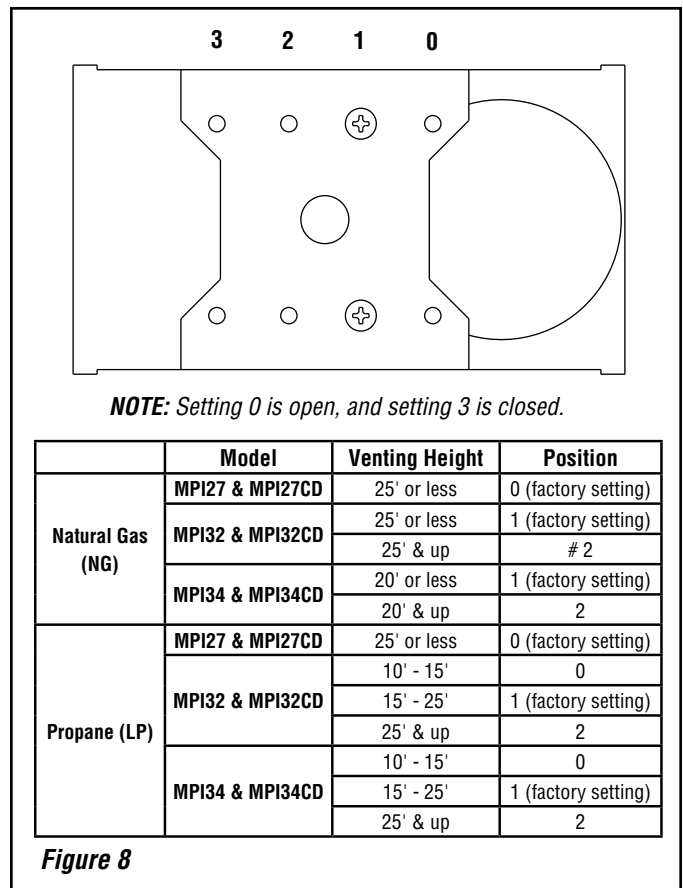 3 2 1 0
NOTE: Setting 0 is open, and setting 3 is closed.
Model Venting Height Position
Natural Gas (NG) MPI27 & MPI27CD 25' or less 0 (factory setting)
MPI32 & MPI32CD 25' or less 1 (factory setting)
25' & up # 2
MPI34 & MPI34CD 20' or less 1 (factory setting)
20' & up 2
Propane (LP) MPI27 & MPI27CD 25' or less 0 (factory setting)
MPI32 & MPI32CD 10' - 15' 0
15' - 25' 1 (factory setting)
25' & up 2
MPI34 & MPI34CD 10' - 15' 0
15' - 25' 1 (factory setting)
25' & up 2
Figure 8